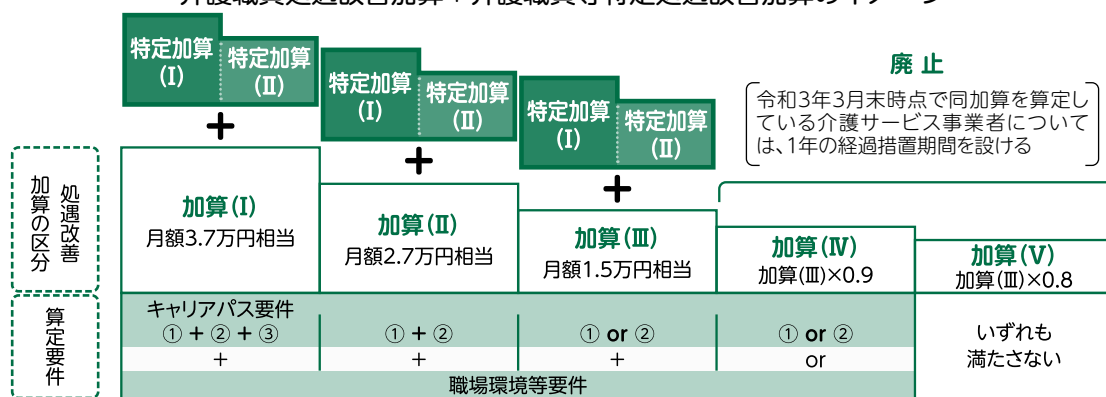 特定加算
(Ⅰ)
特定加算
(Ⅱ)
特定加算
(Ⅰ)
特定加算
(Ⅱ)
特定加算
(Ⅰ)
特定加算
(Ⅱ)
+
+
+
廃止
令和3年3月末時点で同加算を算定し
ている介護サービス事業者について
は、1年の経過措置期間を設ける
処遇改善
加算の区分
加算(Ⅰ)
月額3.7万円相当
加算(Ⅱ)
月額2.7万円相当
加算(Ⅲ)
月額1.5万円相当
加算(Ⅳ)
加算(Ⅲ)×0.9
加算(Ⅴ)
加算(Ⅲ)×0.8
算定要件
キャリアパス要件
①+②+③
①+②
①or②
①or②
+
+
+
or
職場環境等要件
いずれも
満たさない